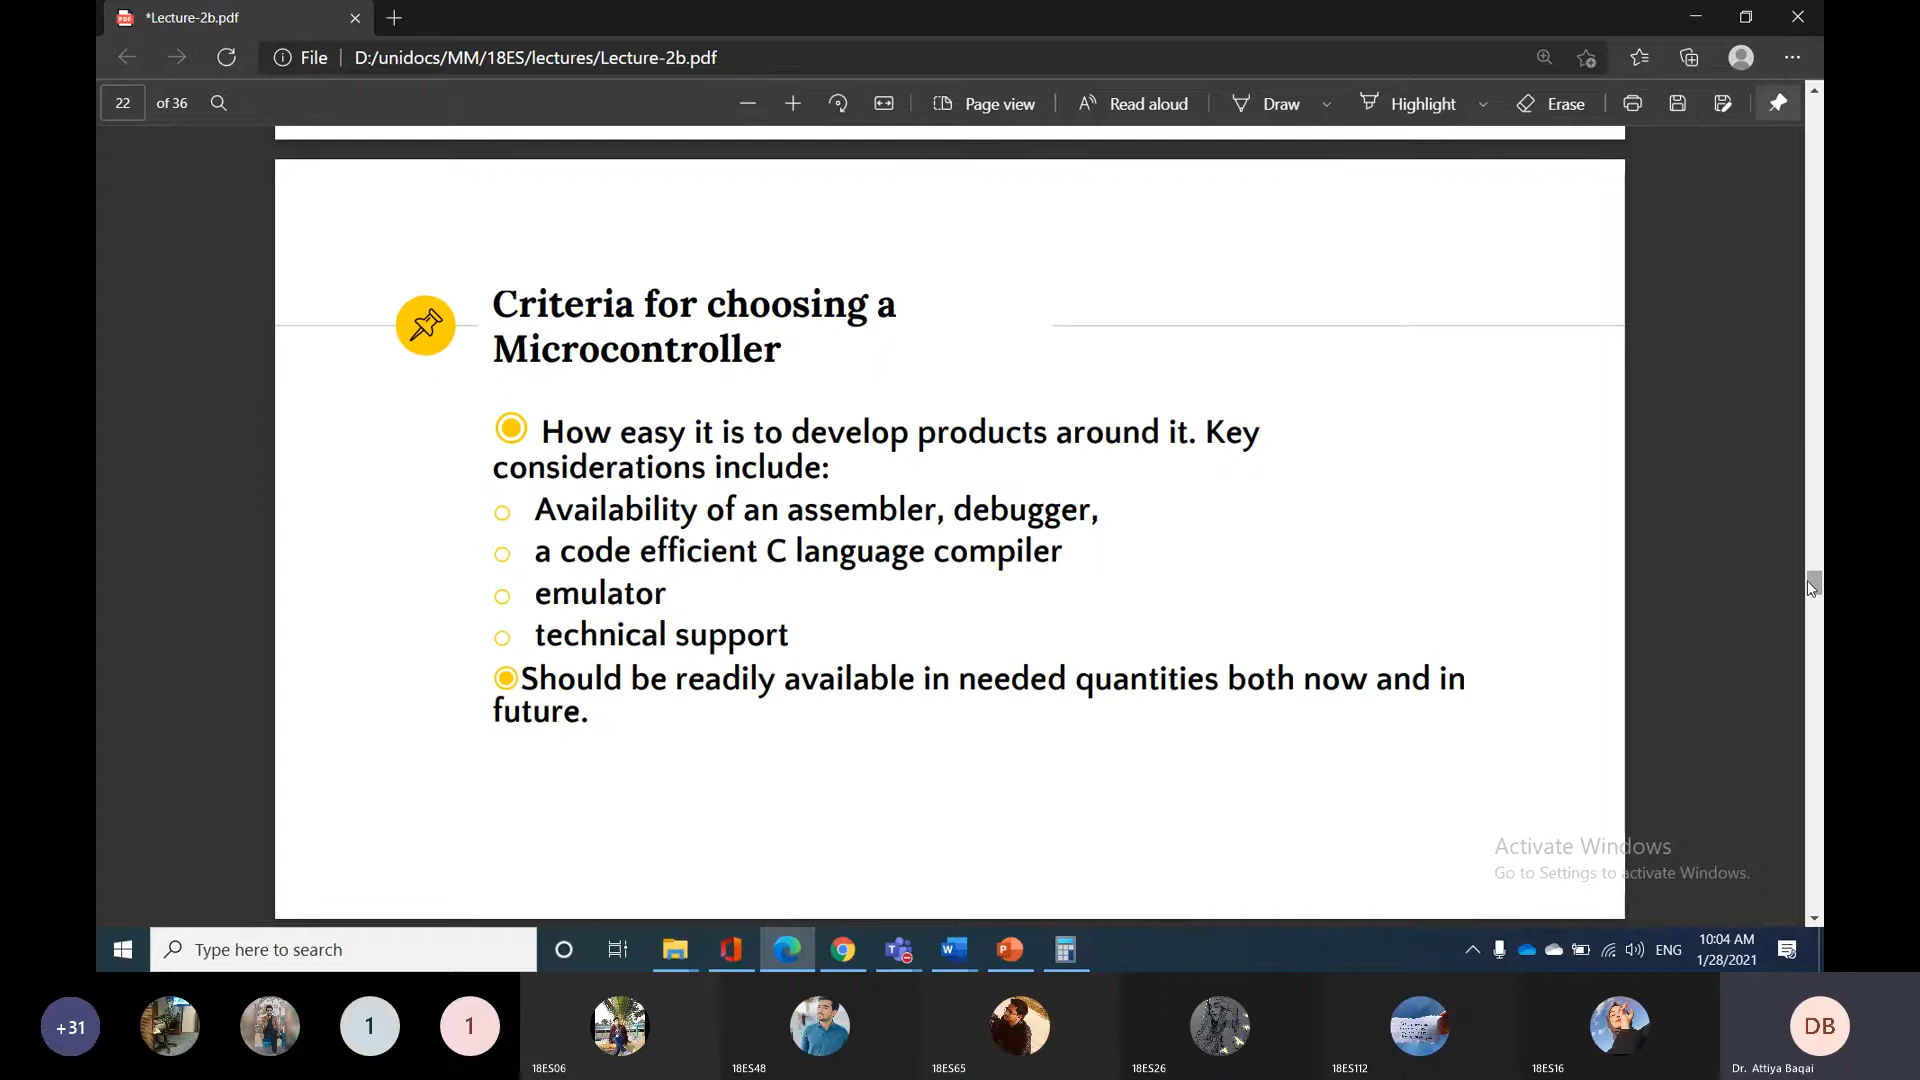 *Lecture-2b.pdf
File
D:/unidocs/MM/18ES/lectures/Lecture-2b.pdf
22 of 36
Page view
Read aloud
Draw
Highlight
Erase
Criteria for choosing a
Microcontroller
How easy it is to develop products around it. Key
considerations include:
Availability of an assembler, debugger,
a code efficient C language compiler
emulator
technical support
Should be readily available in needed quantities both now and in
future.
Activate Windows
Go to Settings to activate Windows.
Type here to search
ENG
10:04 AM
1/28/2021
+31
1
1
DB
18ES06
18ES48
18ES65
18ES26
18ES112
18ES16
Dr. Attiya Baqai